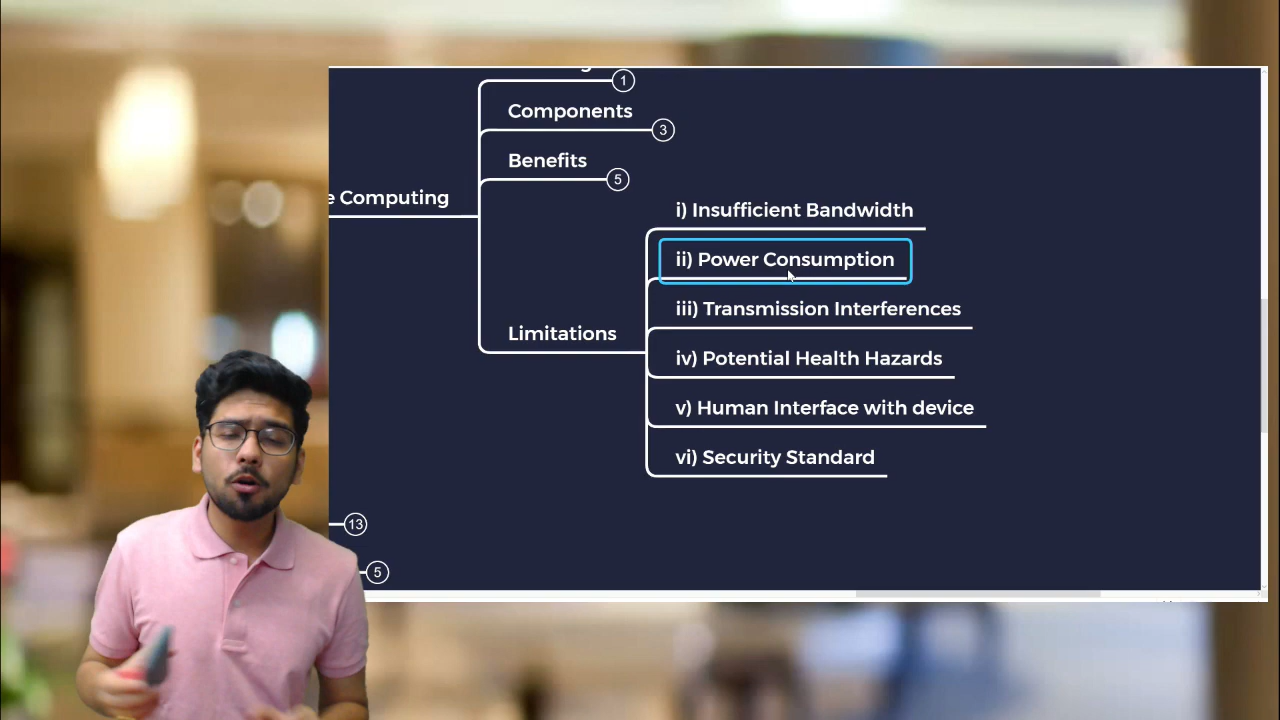 1
Components
3
Benefits
5
e Computing
i) Insufficient Bandwidth
ii) Power Consumption
iii) Transmission Interferences
Limitations
iv) Potential Health Hazards
v) Human Interface with device
vi) Security Standard
13
5